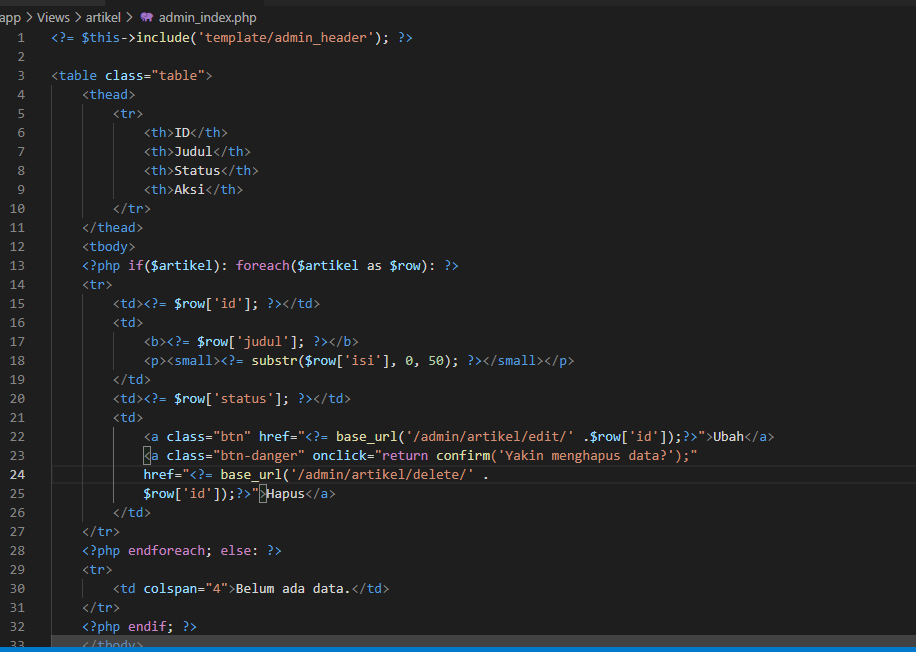 app > Views > artikel > admin_index.php
1 <?= $this->include('template/admin_header'); ?>
2
3 <table class="table">
4 <thead>
5 <tr>
6 <th>ID</th>
7 <th>Judul</th>
8 <th>Status</th>
9 <th>Aksi</th>
10 </tr>
11 </thead>
12 <tbody>
13 <?php if($artikel): foreach($artikel as $row): ?>
14 <tr>
15 <td><?= $row['id']; ?></td>
16 <td>
17 <b><?= $row['judul']; ?></b>
18 <p><small><?= substr($row['isi'], 0, 50); ?></small></p>
19 </td>
20 <td><?= $row['status']; ?></td>
21 <td>
22 <a class="btn" href="<?= base_url('/admin/artikel/edit/' .$row['id']);?>">Ubah</a>
23 <a class="btn-danger" onclick="return confirm('Yakin menghapus data?');"
24 href="<?= base_url('/admin/artikel/delete/' .
25 $row['id']);?>">Hapus</a>
26 </td>
27 </tr>
28 <?php endforeach; else: ?>
29 <tr>
30 <td colspan="4">Belum ada data.</td>
31 </tr>
32 <?php endif; ?>
33 </tbody>